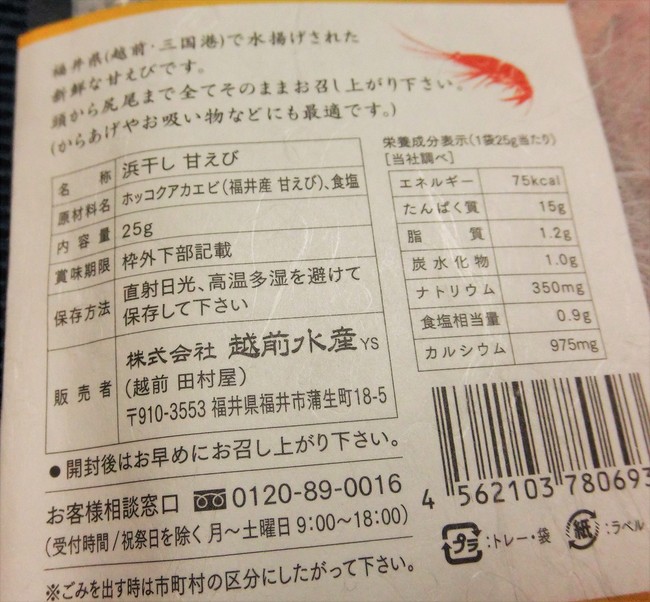 福井県(越前・三国港)で水揚げされた
新鮮な甘えびです。
頭から尻尾まで全てそのままお召し上がり下さい。
(からあげやお吸い物などにも最適です。)
名称 浜干し 甘えび
原材料名 ホッコクアカエビ(福井産 甘えび)、食塩
内容量 25g
賞味期限 枠外下部記載
保存方法 直射日光、高温多湿を避けて
保存して下さい
販売者 株式会社 越前水産YS
(越前 田村屋)
〒910-3553 福井県福井市蒲生町18-5
●開封後はお早めにお召し上がり下さい。
お客様相談窓口 0120-89-0016
(受付時間/祝祭日を除く 月〜土曜日 9:00〜18:00)
※ごみを出す時は市町村の区分にしたがって下さい。
栄養成分表示(1袋25g当たり)
[当社調べ]
エネルギー 75kcal
たんぱく質 15g
脂質 1.2g
炭水化物 1.0g
ナトリウム 350mg
食塩相当量 0.9g
カルシウム 975mg
4 562103 780693
プラ :トレー・袋 紙 :ラベル